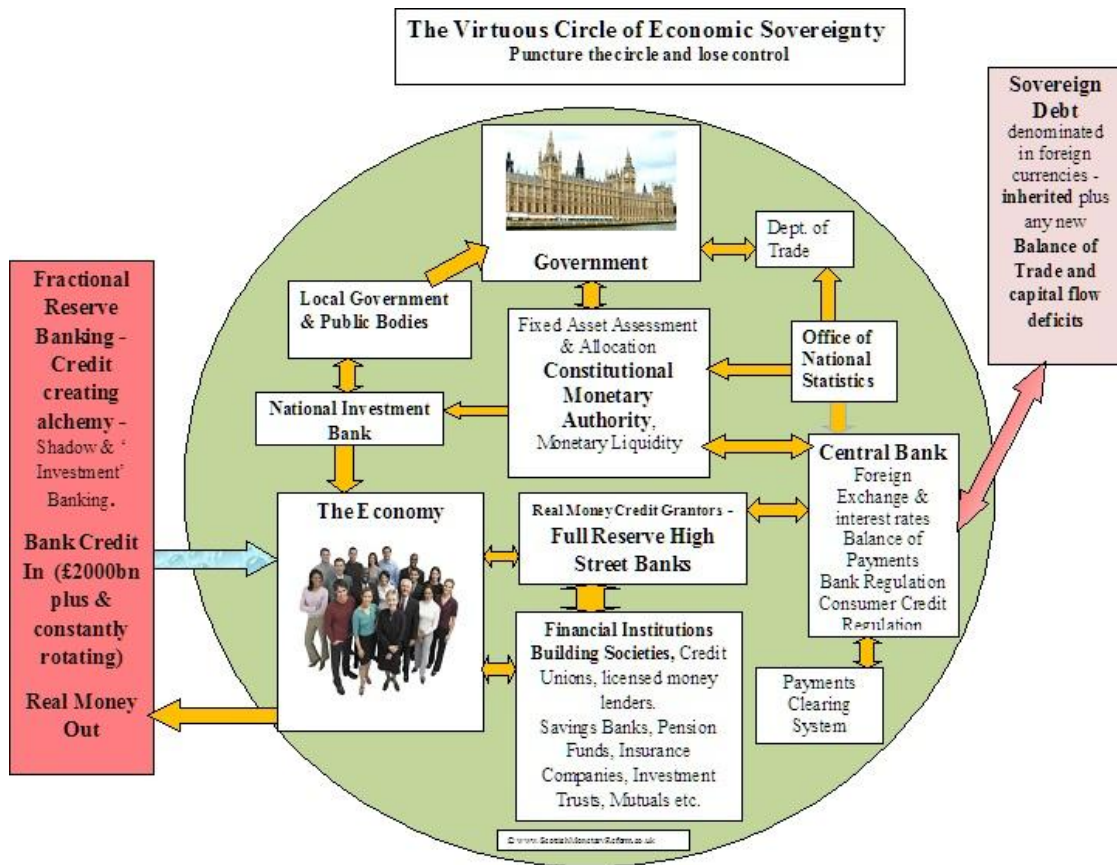 The Virtuous Circle of Economic Sovereignty
Puncture thecircle and lose control
Sovereign
Debt
denominated
in foreign
currencies -
inherited plus
any new
Balance of
Trade and
capital flow
deficits
Government
Dept. of
Trade
Local Government
& Public Bodies
Fixed Asset Assessment
& Allocation
Constitutional
Monetary
Authority,
Monetary Liquidity
Office of
National
Statistics
National Investment
Bank
Fractional
Reserve
Banking -
Credit
creating
alchemy -
Shadow & ‘
Investment’
Banking.
Bank Credit
In (£2000bn
plus &
constantly
rotating)
Real Money
Out
The Economy
Real Money Credit Grantors -
Full Reserve High
Street Banks
Central Bank
Foreign
Exchange &
interest rates
Balance of
Payments
Bank Regulation
Consumer Credit
Regulation
Financial Institutions
Building Societies, Credit
Unions, licensed money
lenders.
Savings Banks, Pension
Funds, Insurance
Companies, Investment
Trusts, Mutuals etc.
Payments
Clearing
System
© www.ScotishMonetaryReform.co.uk